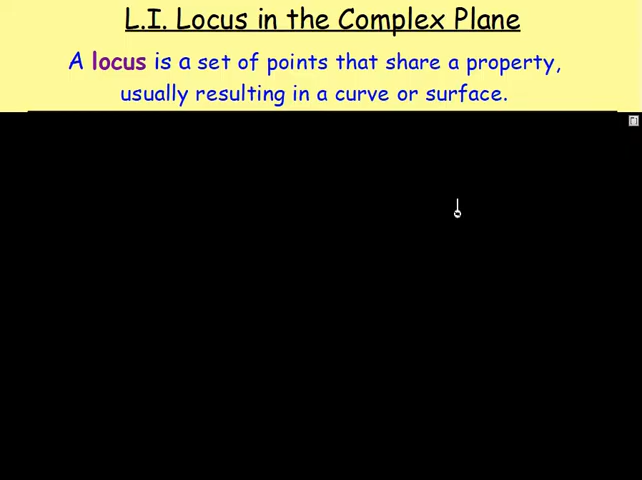 L.I. Locus in the Complex Plane
A locus is a set of points that share a property,
usually resulting in a curve or surface.